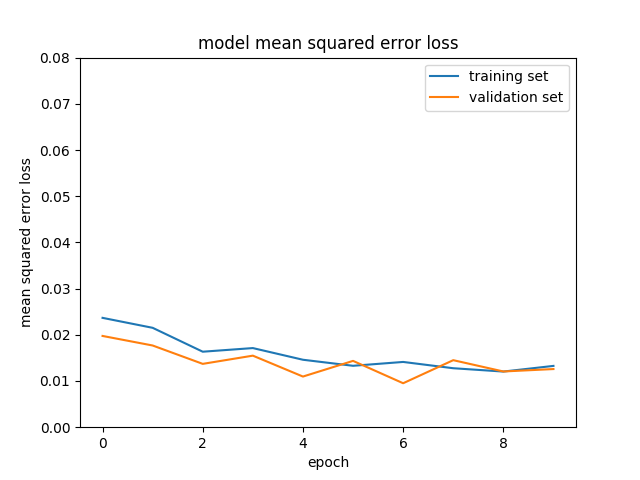 model mean squared error loss
training set
validation set
mean squared error loss
0.08
0.07
0.06
0.05
0.04
0.03
0.02
0.01
0.00
0 2 4 6 8
epoch